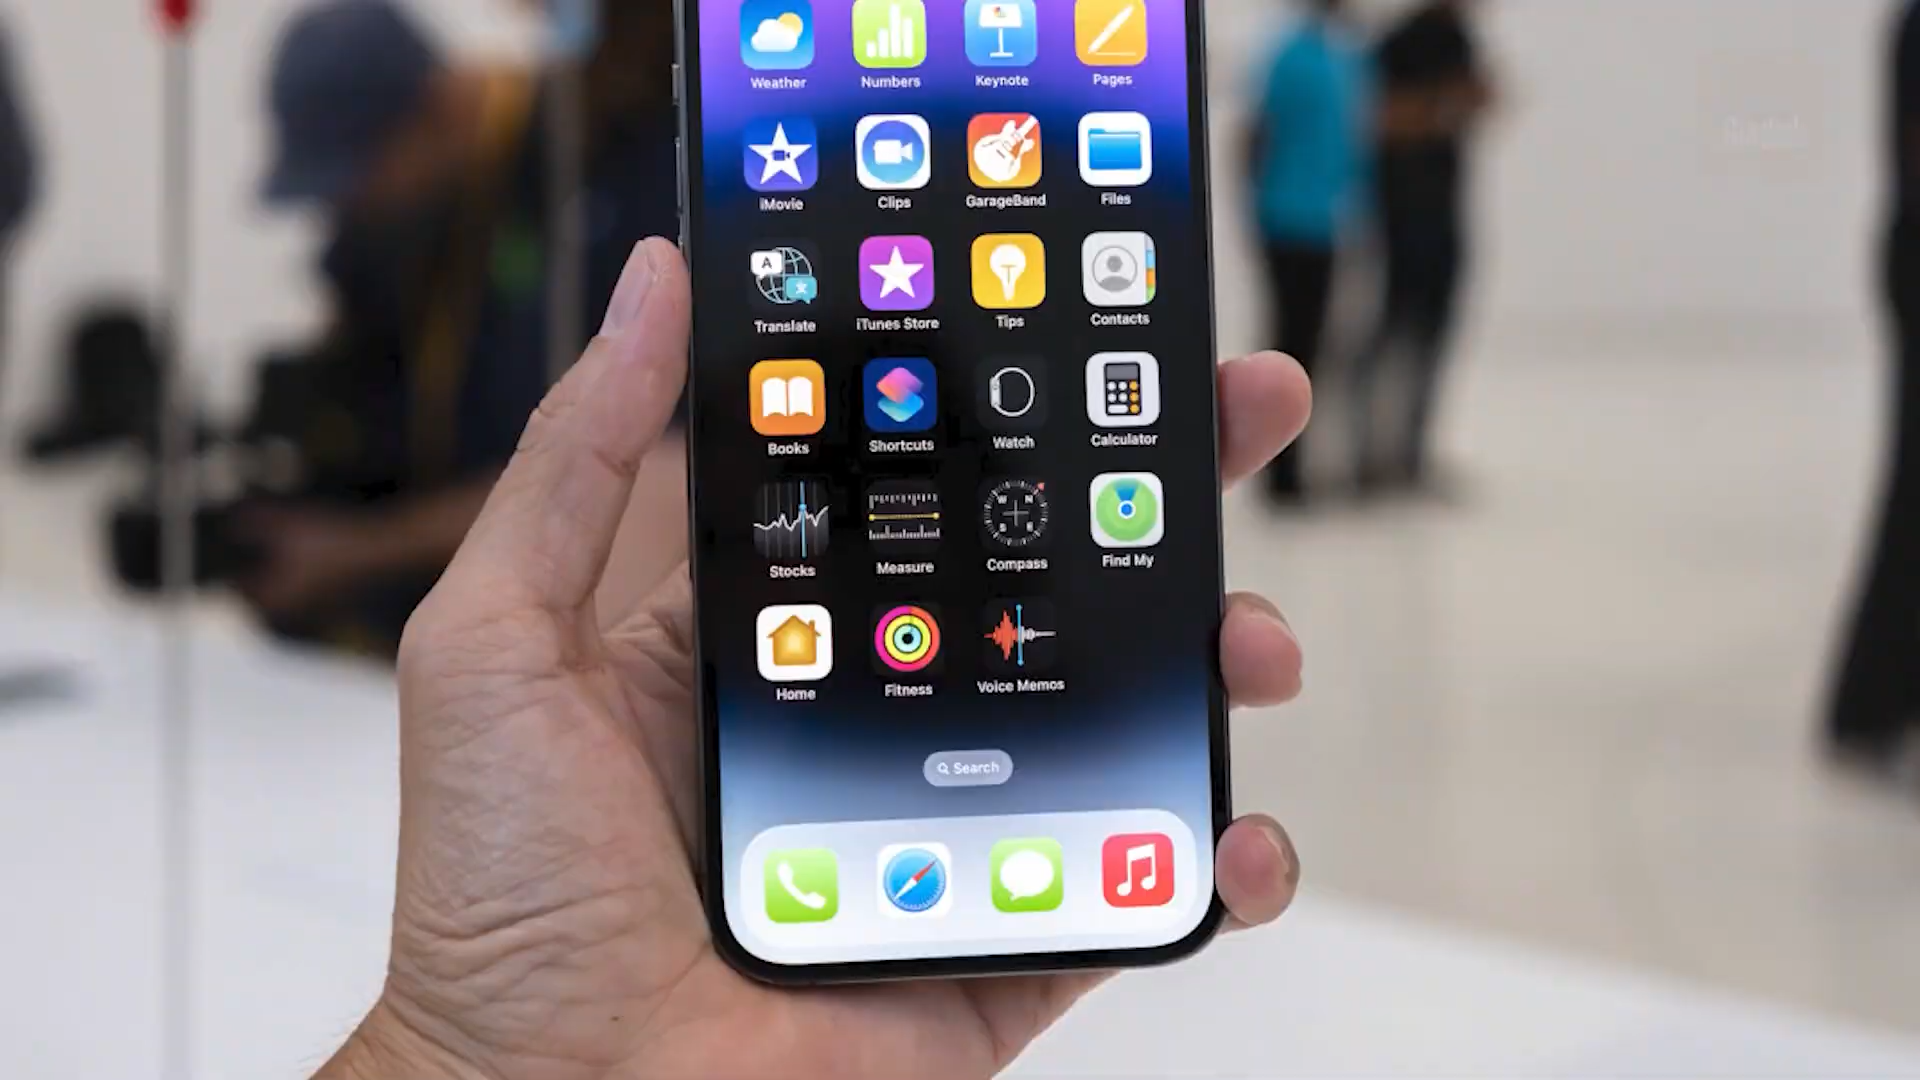 Weather Numbers Keynote Pages
iMovie Clips GarageBand Files
A
Translate iTunes Store Tips Contacts
Books Shortcuts Watch Calculator
W N S E
Stocks Measure Compass Find My
Home Fitness Voice Memos
Search